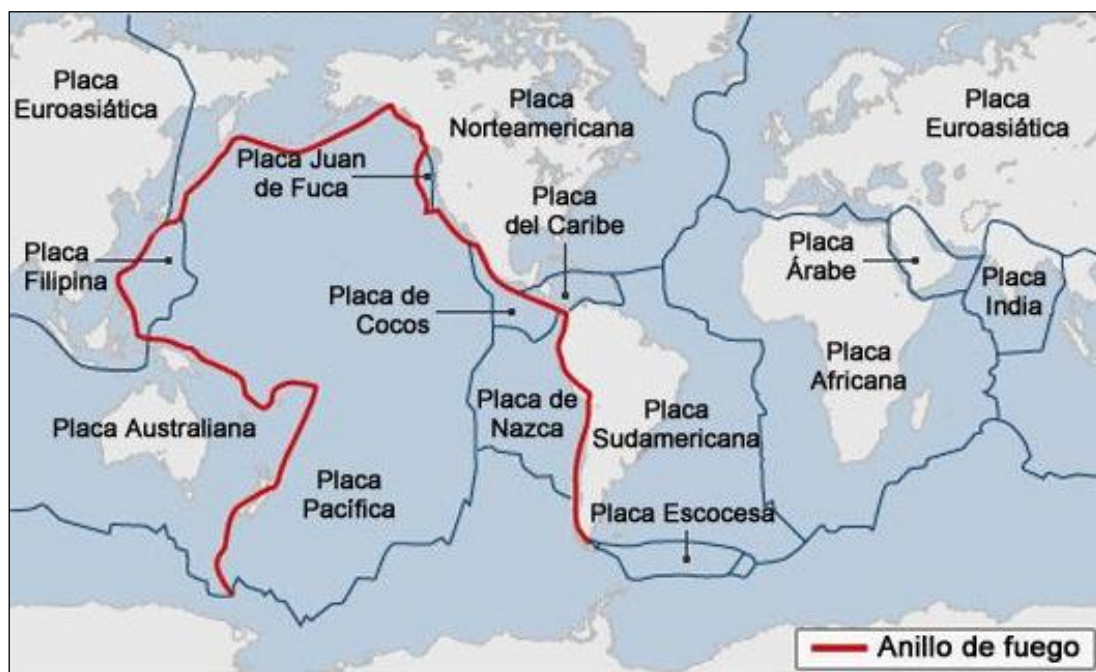 Placa
Euroasiática
Placa
Norteamericana
Placa
Euroasiática
Placa Juan
de Fuca
Placa
del Caribe
Placa
Filipina
Placa de
Cocos
Placa
Árabe
Placa
India
Placa
Africana
Placa Australiana
Placa de
Nazca
Placa
Sudamericana
Placa
Pacífica
Placa Escocesa
Anillo de fuego